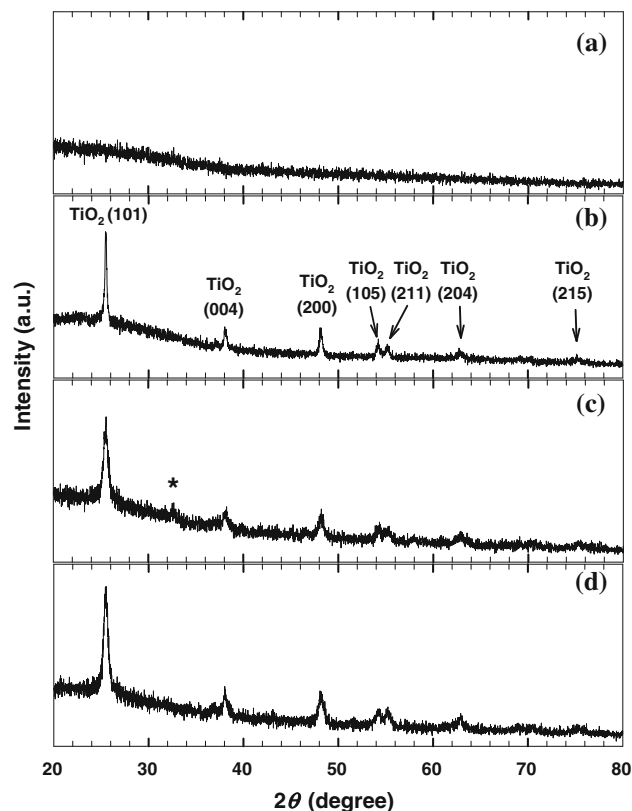 (a)
(b)
TiO2 (101)
TiO2 TiO2 TiO2 TiO2 TiO2 TiO2
(004) (200) (105) (211) (204) (215)
(c)
*
(d)
Intensity (a.u.)
20 30 40 50 60 70 80
2θ (degree)